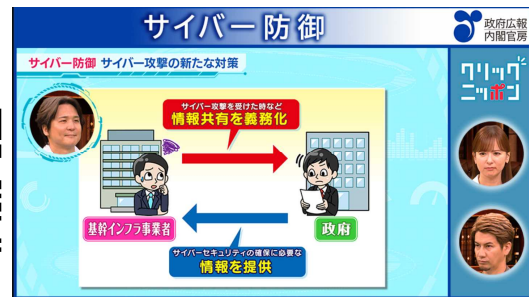 サイバー防御
政府広報
内閣官房
サイバー防御 サイバー攻撃の新たな対策
クリック
ニッポン
サイバー攻撃を受けた時など
情報共有を義務化
基幹インフラ事業者
政府
サイバーセキュリティの確保に必要な
情報を提供